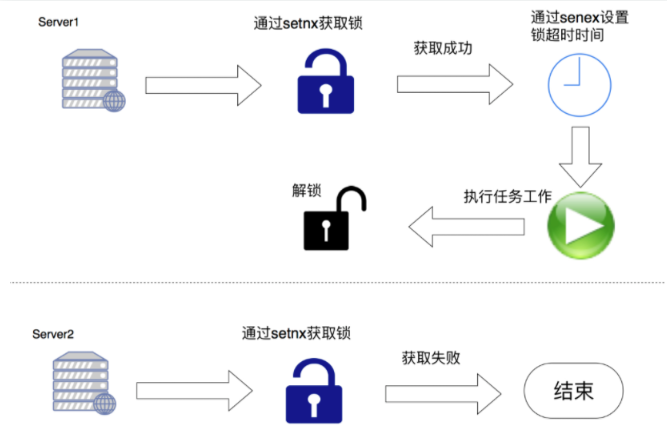 Server1
通过setnx获取锁
获取成功
通过senex设置
锁超时时间
解锁
执行任务工作
Server2
通过setnx获取锁
获取失败
结束